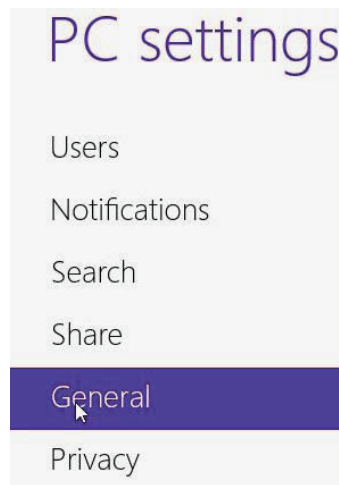 PC settings
Users
Notifications
Search
Share
General
Privacy